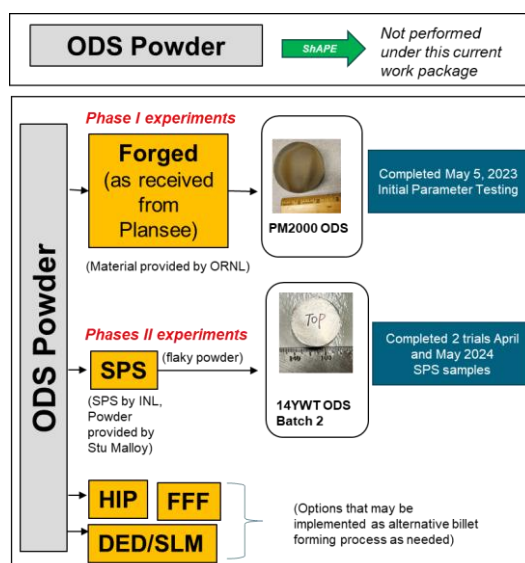 ODS Powder
ShAPE
Not performed
under this current
work package
ODS Powder
Phase I experiments
Forged
(as received
from
Plansee)
(Material provided by ORNL)
PM2000 ODS
Completed May 5, 2023
Initial Parameter Testing
Phases II experiments
SPS
(flaky powder)
(SPS by INL,
Powder
provided by
Stu Malloy)
TOP
14YWT ODS
Batch 2
Completed 2 trials April
and May 2024
SPS samples
HIP
FFF
DED/SLM
(Options that may be
implemented as alternative billet
forming process as needed)